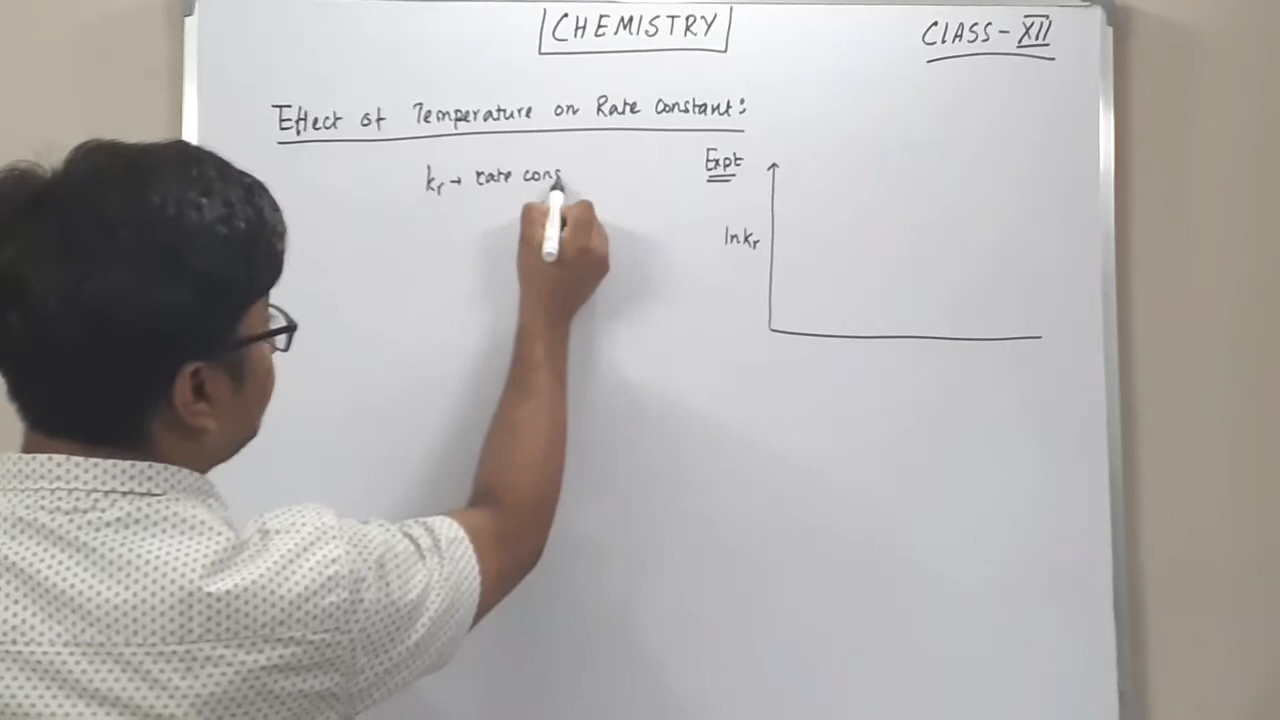 CHEMISTRY
CLASS-XII
Effect of Temperature on Rate Constant:
kr → rate cons
Expt
ln kr